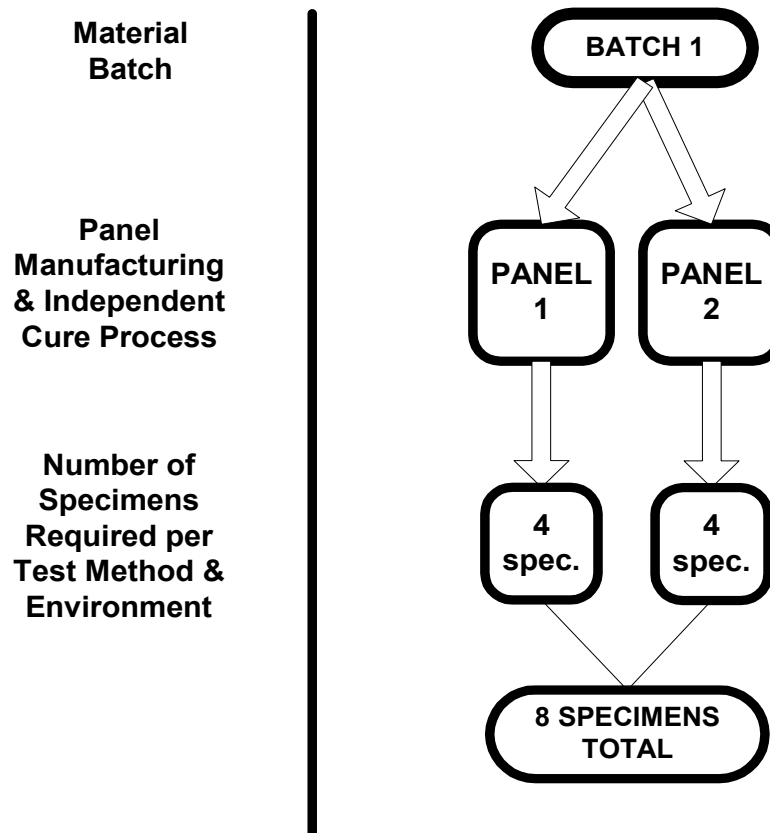 Material
Batch
BATCH 1
Panel
Manufacturing
& Independent
Cure Process
PANEL
1
PANEL
2
Number of
Specimens
Required per
Test Method &
Environment
4
spec.
4
spec.
8 SPECIMENS
TOTAL